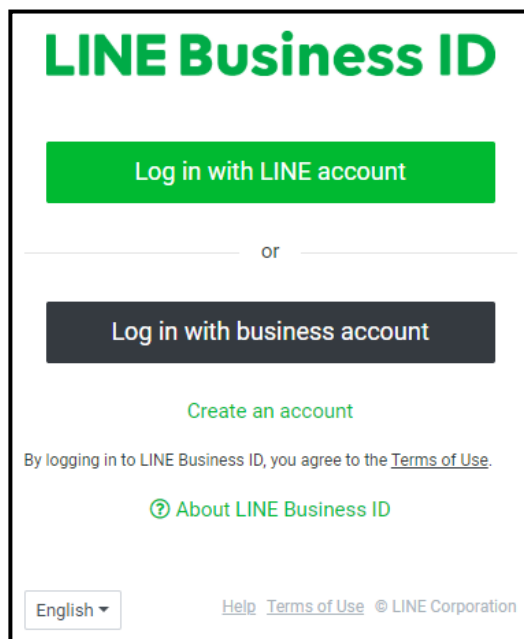 LINE Business ID
Log in with LINE account
or
Log in with business account
Create an account
By logging in to LINE Business ID, you agree to the Terms of Use.
About LINE Business ID
English
Help Terms of Use © LINE Corporation